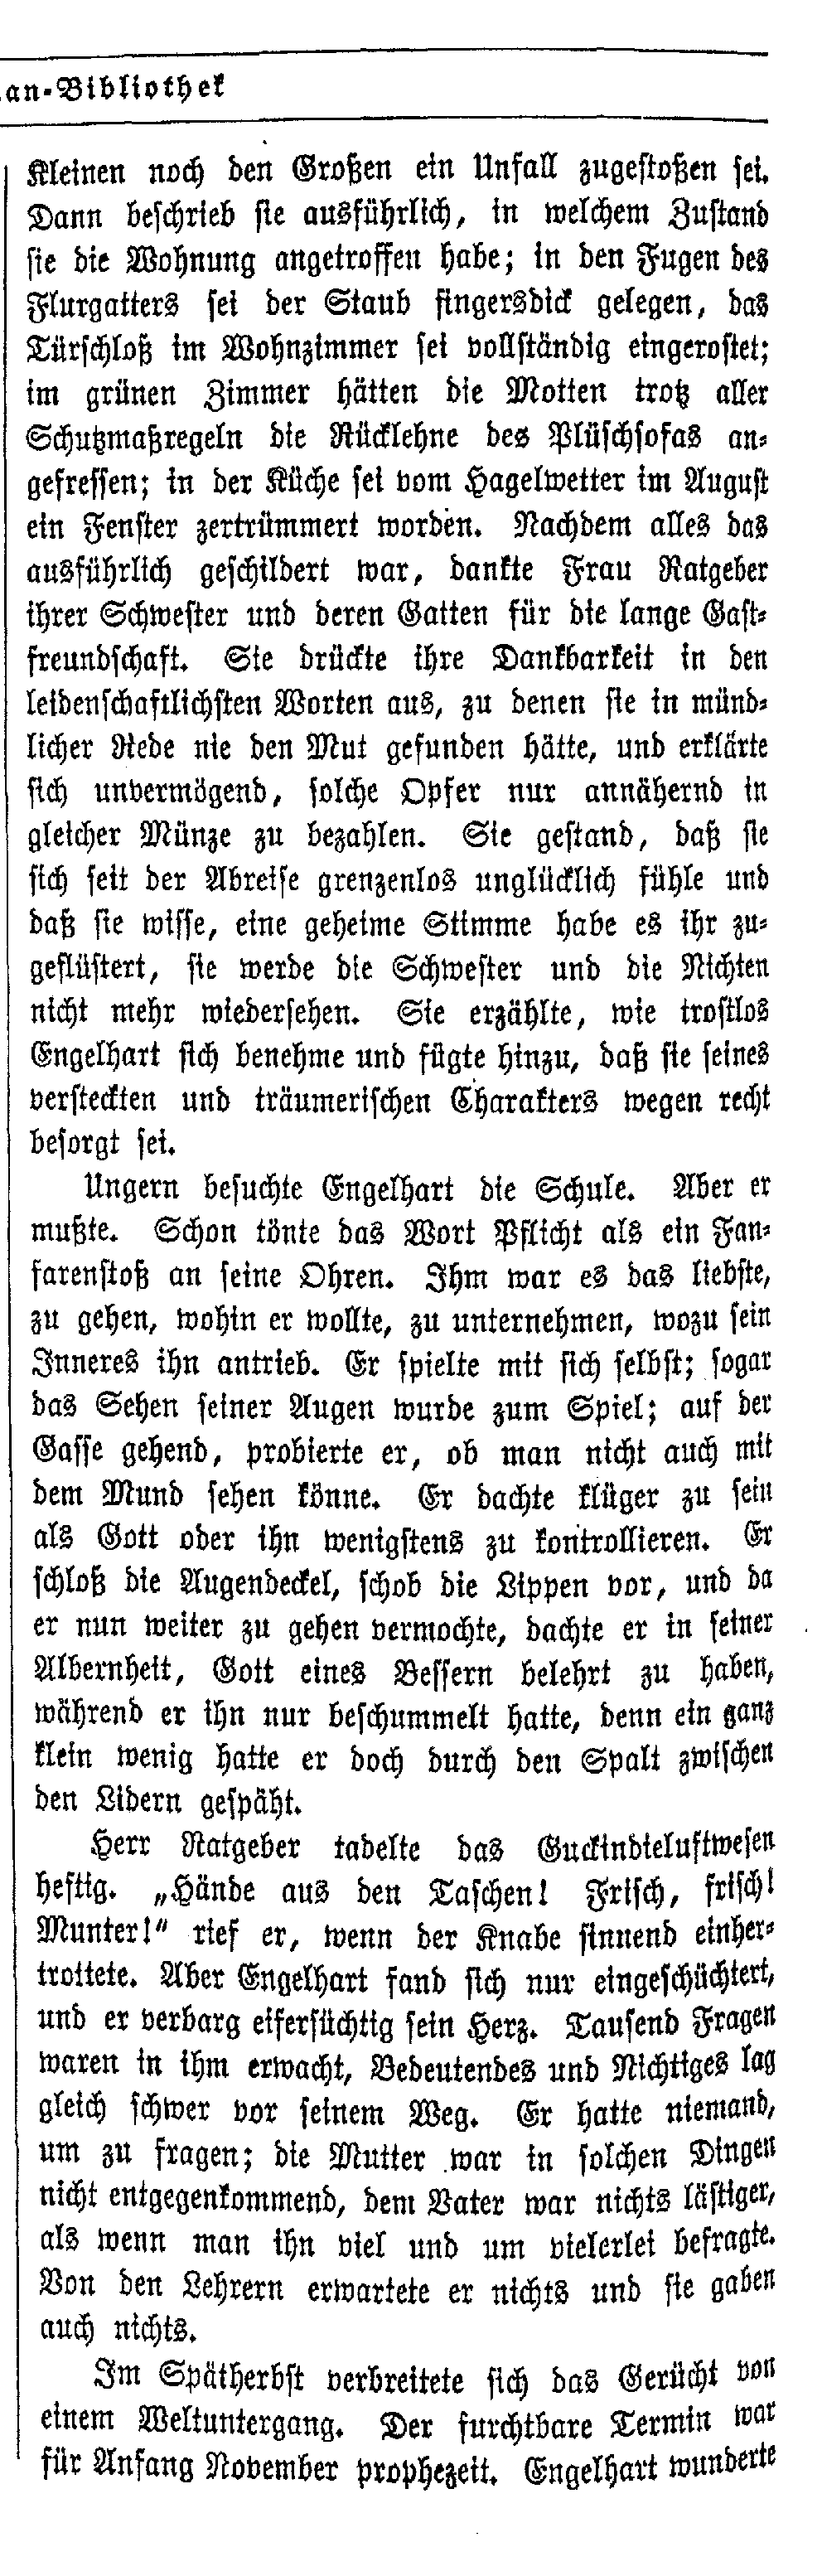 an-Bibliothek
Kleinen noch den Großen ein Unfall zugestoßen sei.
Dann beschrieb sie ausführlich, in welchem Zustand
sie die Wohnung angetroffen habe; in den Fugen des
Flurgatters sei der Staub fingersdick gelegen, das
Türschloß im Wohnzimmer sei vollständig eingerostet;
im grünen Zimmer hätten die Motten trotz aller
Schutzmaßregeln die Rücklehne des Plüschsofas an-
gefressen; in der Küche sei vom Hagelwetter im August
ein Fenster zertrümmert worden. Nachdem alles das
ausführlich geschildert war, dankte Frau Ratgeber
ihrer Schwester und deren Gatten für die lange Gast-
freundschaft. Sie drückte ihre Dankbarkeit in den
leidenschaftlichsten Worten aus, zu denen sie in münd-
licher Rede nie den Mut gefunden hätte, und erklärte
sich unvermögend, solche Opfer nur annähernd in
gleicher Münze zu bezahlen. Sie gestand, daß sie
sich seit der Abreise grenzenlos unglücklich fühle und
daß sie wisse, eine geheime Stimme habe es ihr zu-
geflüstert, sie werde die Schwester und die Nichten
nicht mehr wiedersehen. Sie erzählte, wie trostlos
Engelhart sich benehme und fügte hinzu, daß sie seines
versteckten und träumerischen Charakters wegen recht
besorgt sei.
Ungern besuchte Engelhart die Schule. Aber er
mußte. Schon tönte das Wort Pflicht als ein Fan-
farenstoß an seine Ohren. Ihm war es das liebste,
zu gehen, wohin er wollte, zu unternehmen, wozu sein
Inneres ihn antrieb. Er spielte mit sich selbst; sogar
das Sehen seiner Augen wurde zum Spiel; auf der
Gasse gehend, probierte er, ob man nicht auch mit
dem Mund sehen könne. Er dachte klüger zu sein
als Gott oder ihn wenigstens zu kontrollieren. Er
schloß die Augendeckel, schob die Lippen vor, und da
er nun weiter zu gehen vermochte, dachte er in seiner
Albernheit, Gott eines Bessern belehrt zu haben,
während er ihn nur beschummelt hatte, denn ein ganz
klein wenig hatte er doch durch den Spalt zwischen
den Lidern gespäht.
Herr Ratgeber tadelte das Guckindieluftwesen
heftig. „Hände aus den Taschen! Frisch, frisch!
Munter!“ rief er, wenn der Knabe sinnend einher-
trottete. Aber Engelhart fand sich nur eingeschüchtert,
und er verbarg eifersüchtig sein Herz. Tausend Fragen
waren in ihm erwacht, Bedeutendes und Nichtiges lag
gleich schwer vor seinem Weg. Er hatte niemand,
um zu fragen; die Mutter war in solchen Dingen
nicht entgegenkommend, dem Vater war nichts lästiger,
als wenn man ihn viel und um vielerlei befragte.
Von den Lehrern erwartete er nichts und sie gaben
auch nichts.
Im Spätherbst verbreitete sich das Gerücht von
einem Weltuntergang. Der furchtbare Termin war
für Anfang November prophezeit. Engelhart wunderte